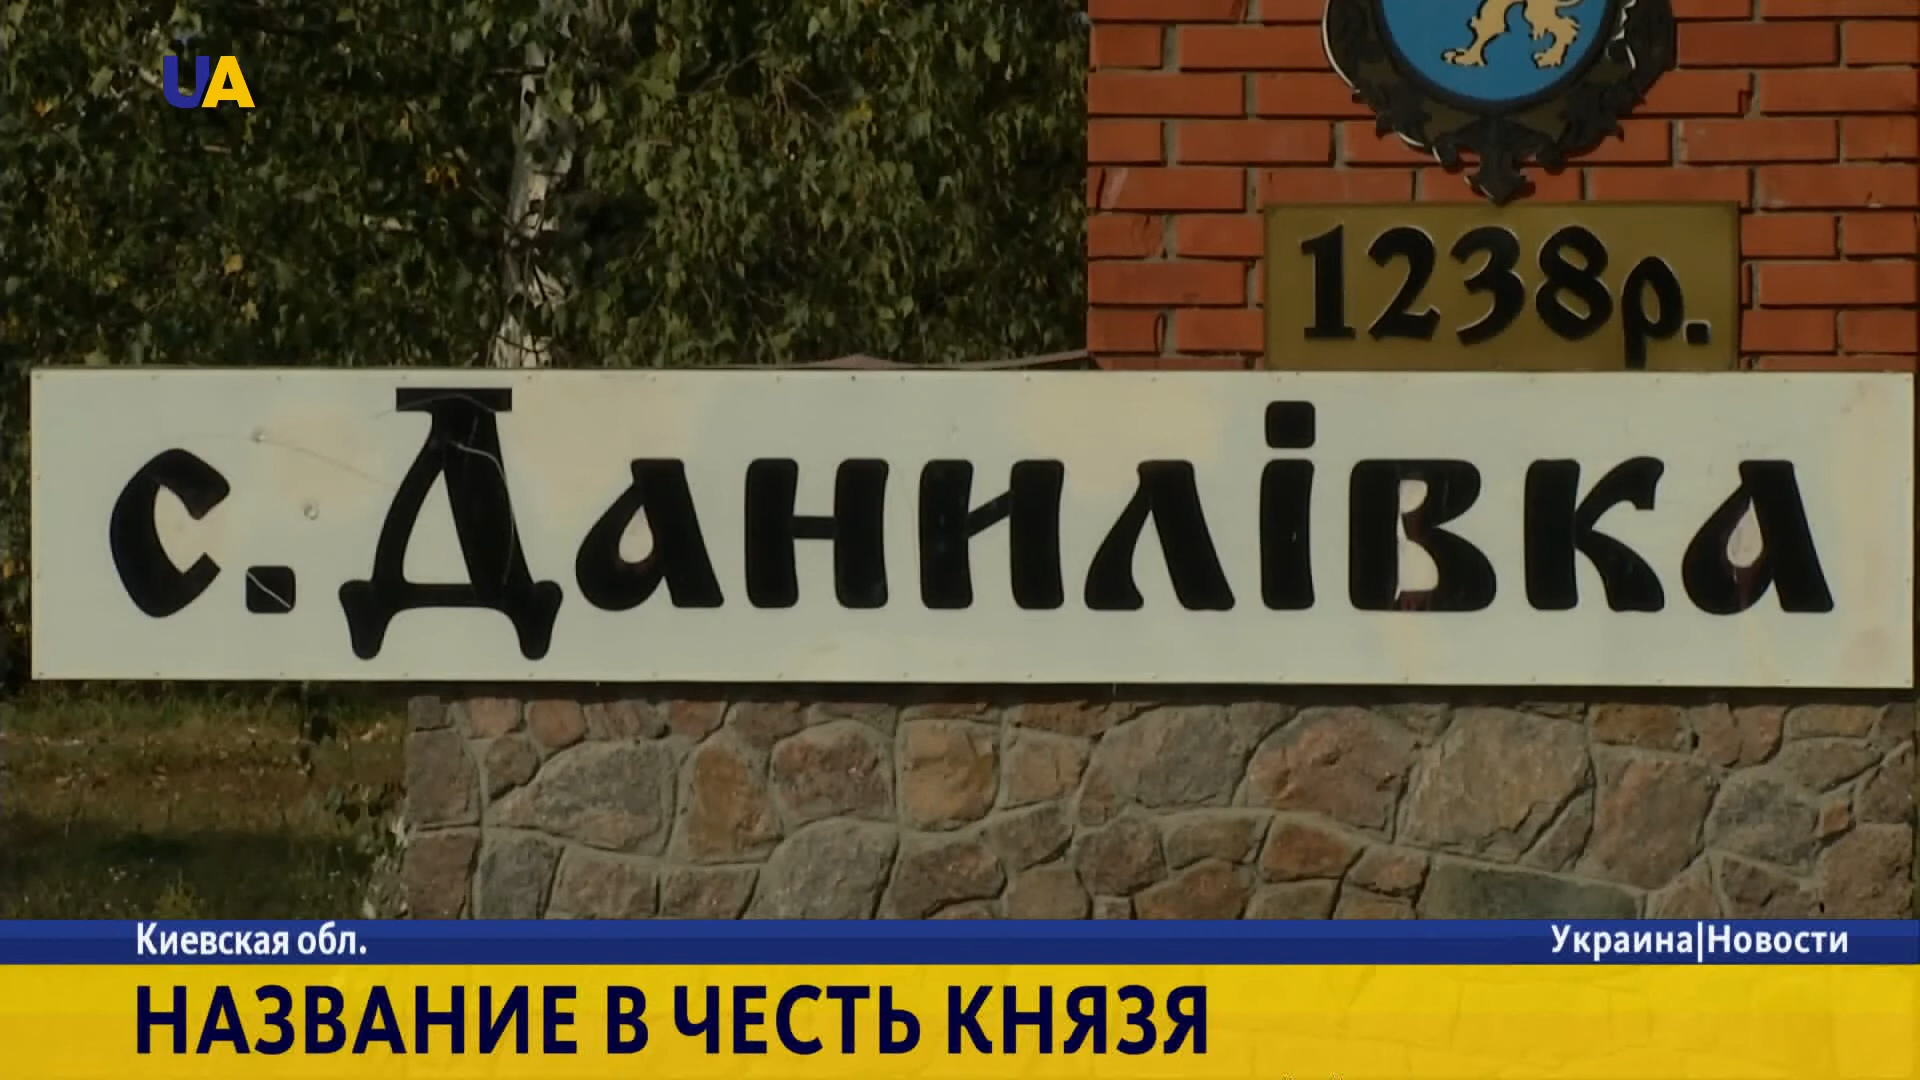 UA
1238р.
с. Данилівка
Киевская обл.
Украина|Новости
НАЗВАНИЕ В ЧЕСТЬ КНЯЗЯ